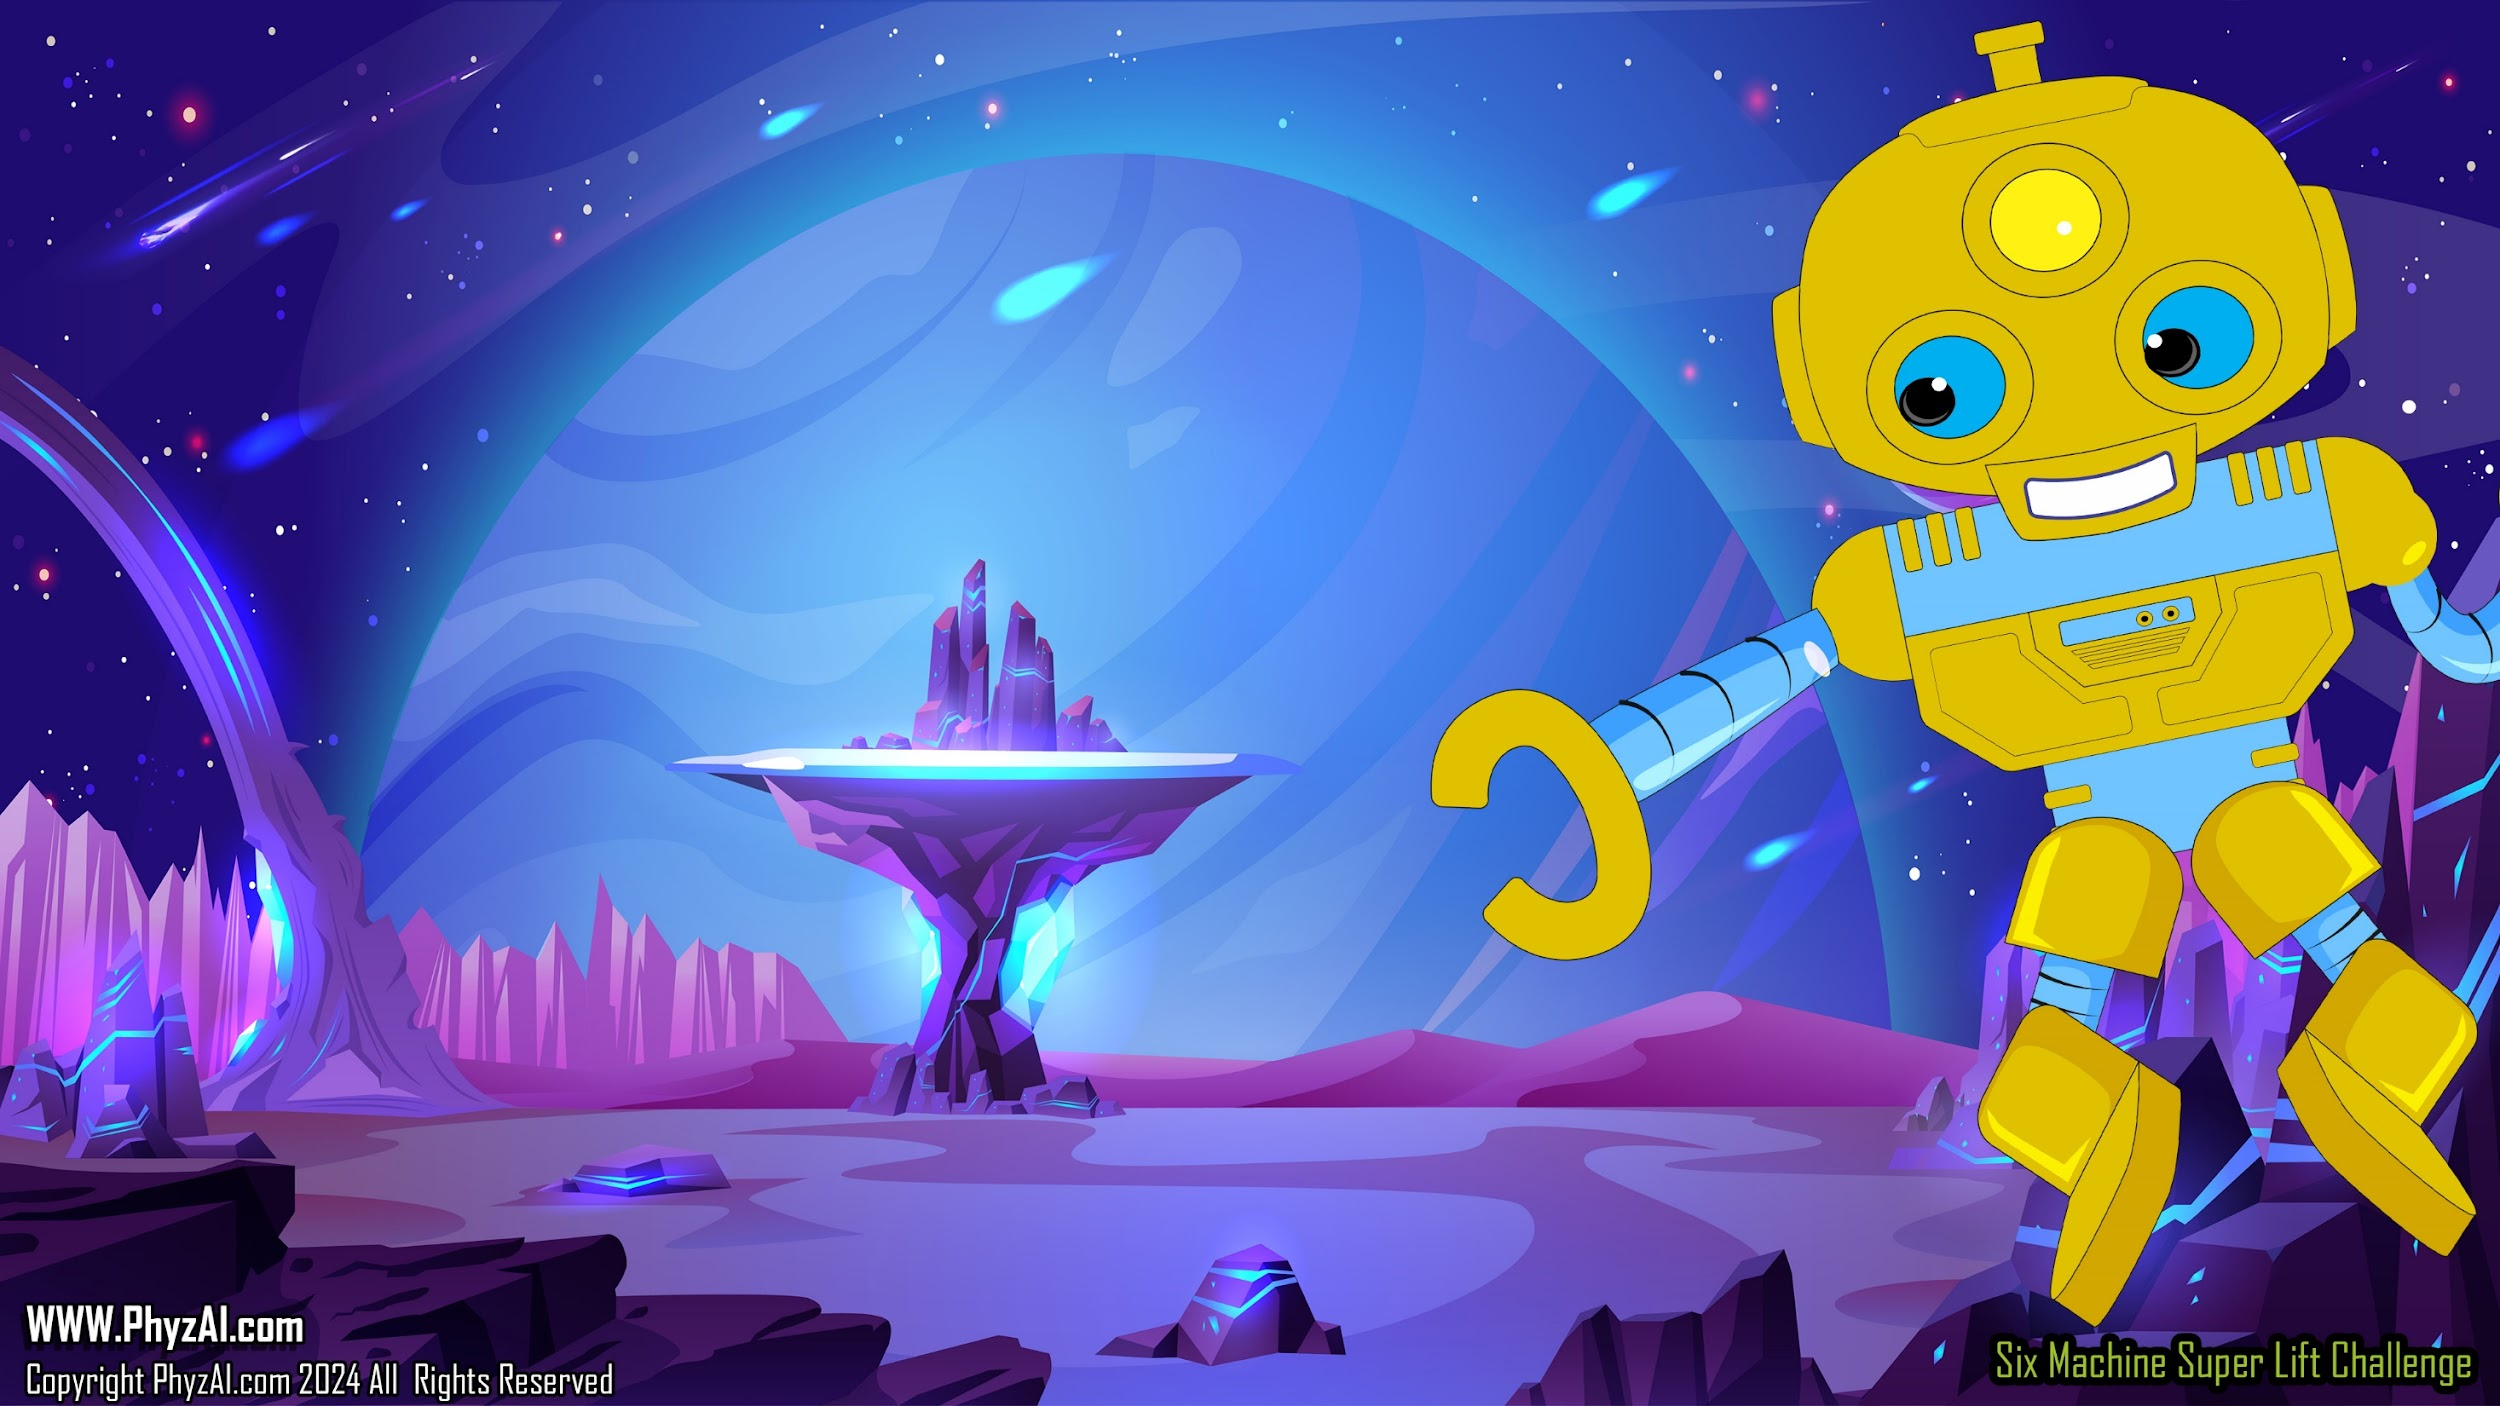 WWW.PhyzAI.com
Copyright PhyzAI.com 2024 All Rights Reserved
Six Machine Super Lift Challenge